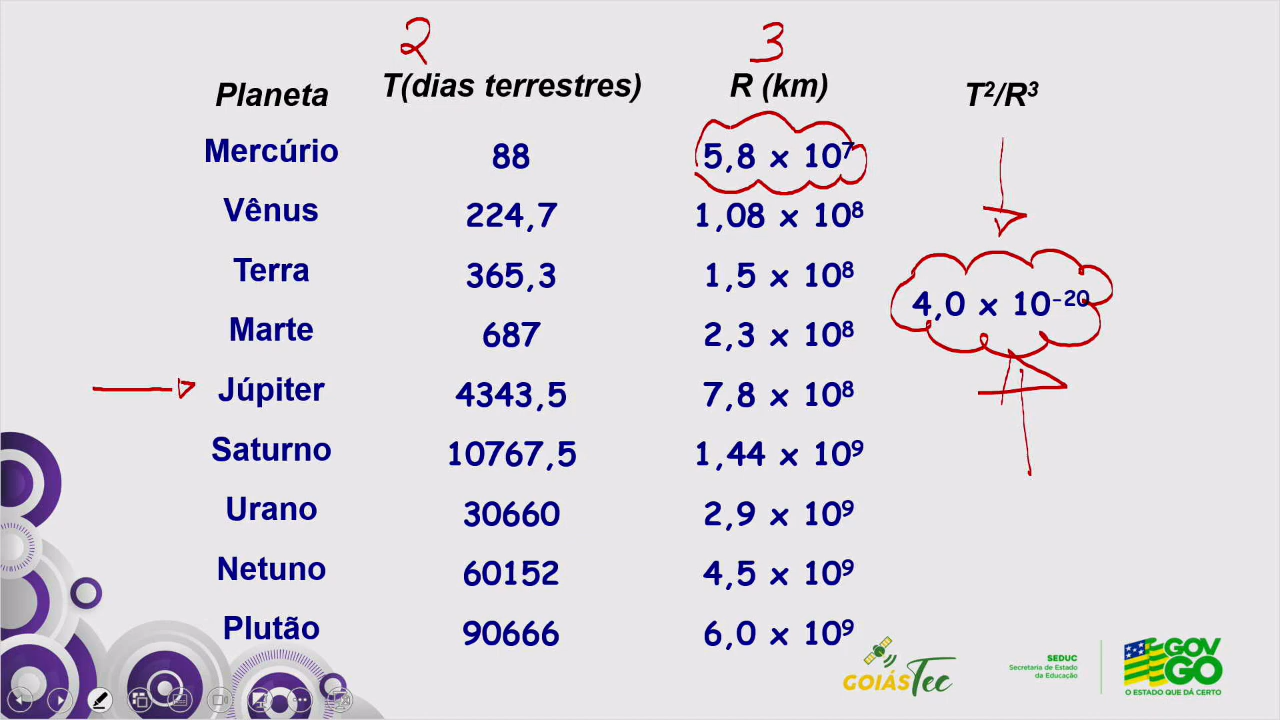 2 3
Planeta T(dias terrestres) R (km) T²/R³
Mercúrio 88 5,8 x 10⁷
Vênus 224,7 1,08 x 10⁸
Terra 365,3 1,5 x 10⁸
4,0 x 10⁻²⁰
Marte 687 2,3 x 10⁸
Júpiter 4343,5 7,8 x 10⁸
Saturno 10767,5 1,44 x 10⁹
Urano 30660 2,9 x 10⁹
Netuno 60152 4,5 x 10⁹
Plutão 90666 6,0 x 10⁹
GOIÁSTec
SEDUC
Secretaria de Estado
da Educação
GOV
GO
O ESTADO QUE DÁ CERTO